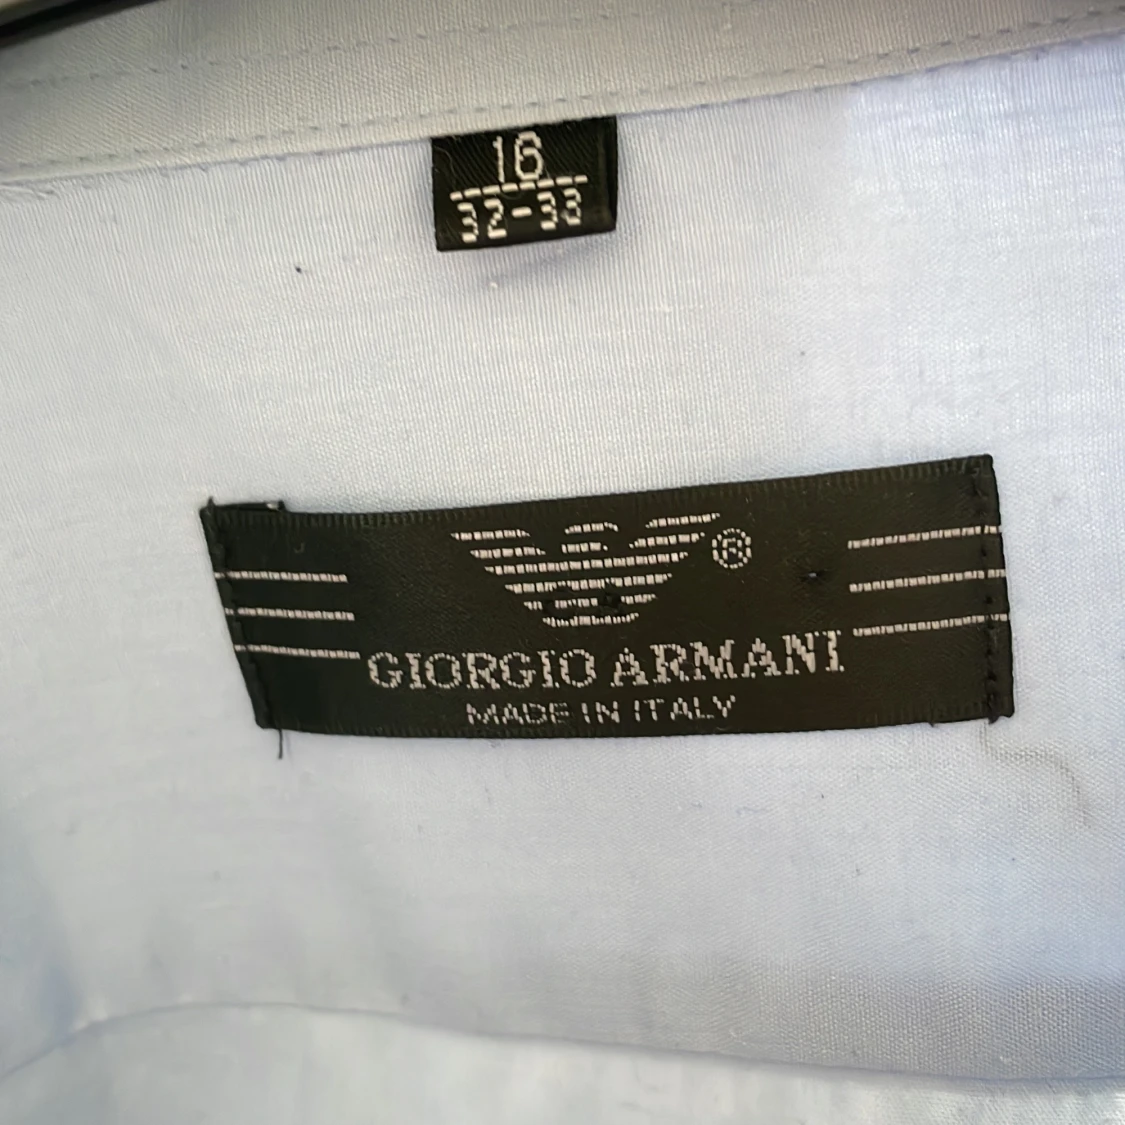 16
32-33
®
GIORGIO ARMANI
MADE IN ITALY